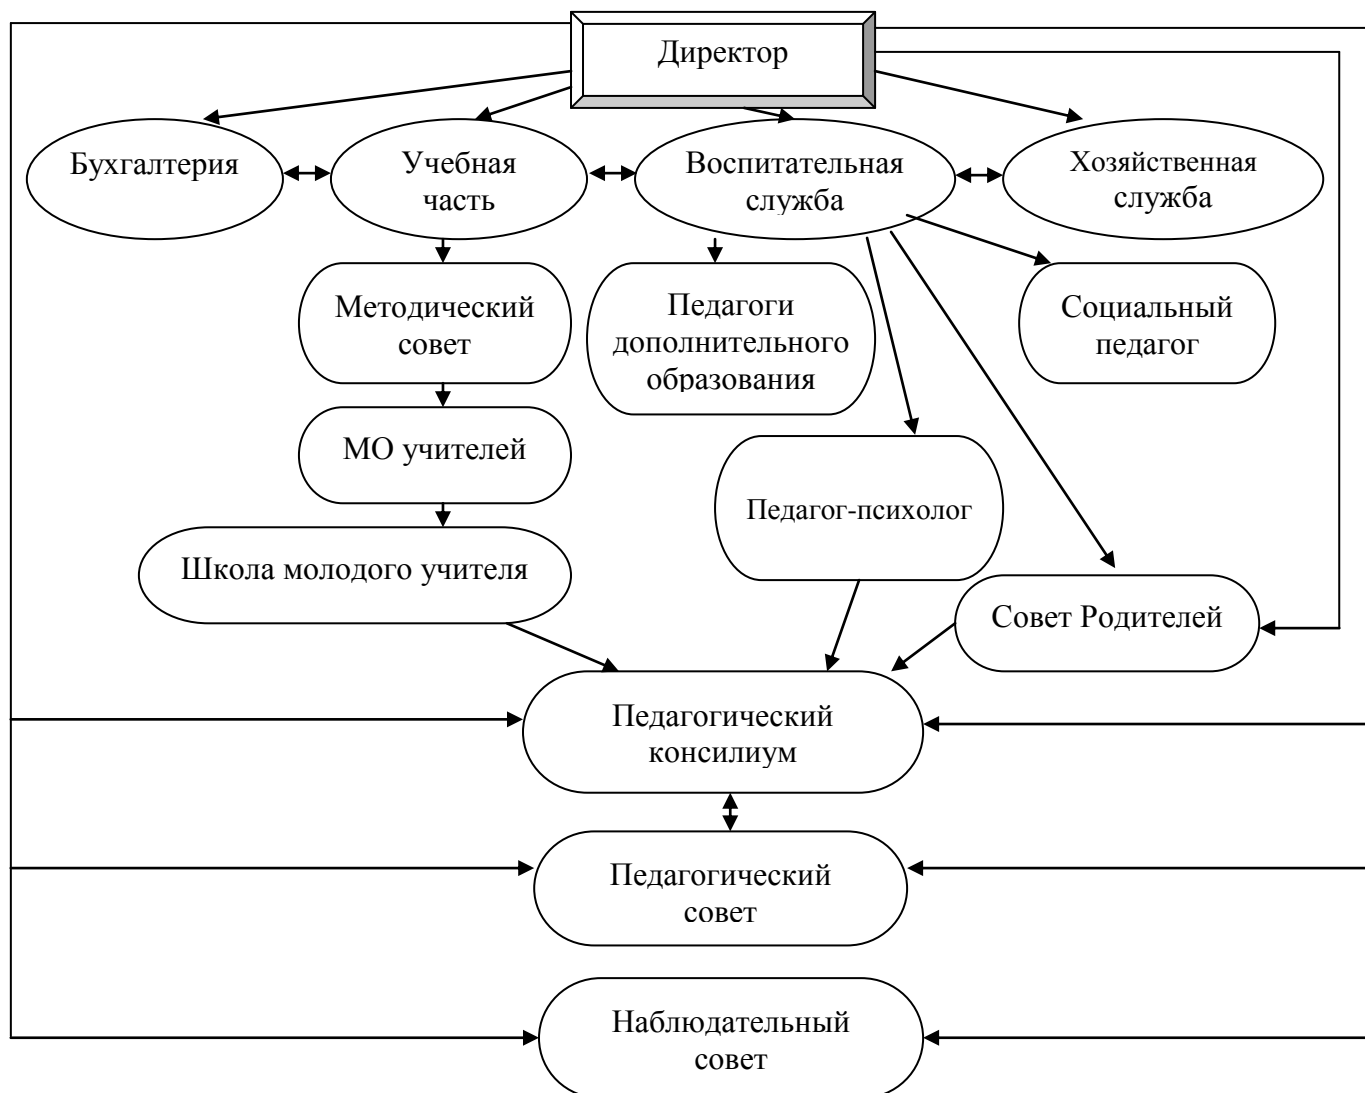 Директор
Бухгалтерия
Учебная
часть
Воспитательная
служба
Хозяйственная
служба
Методический
совет
Педагоги
дополнительного
образования
Социальный
педагог
МО учителей
Педагог-психолог
Школа молодого учителя
Совет Родителей
Педагогический
консилиум
Педагогический
совет
Наблюдательный
совет